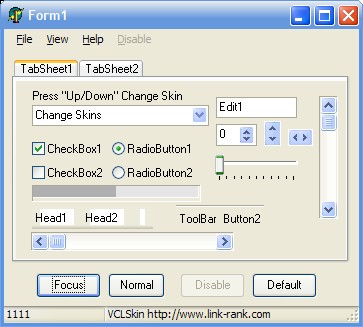 Form1
File View Help Disable
TabSheet1 TabSheet2
Press "Up/Down" Change Skin
Edit1
Change Skins
0
CheckBox1 RadioButton1
CheckBox2 RadioButton2
Head1 Head2 ToolBar Button2
Focus Normal Disable Default
1111 VCLSkin http://www.link-rank.com